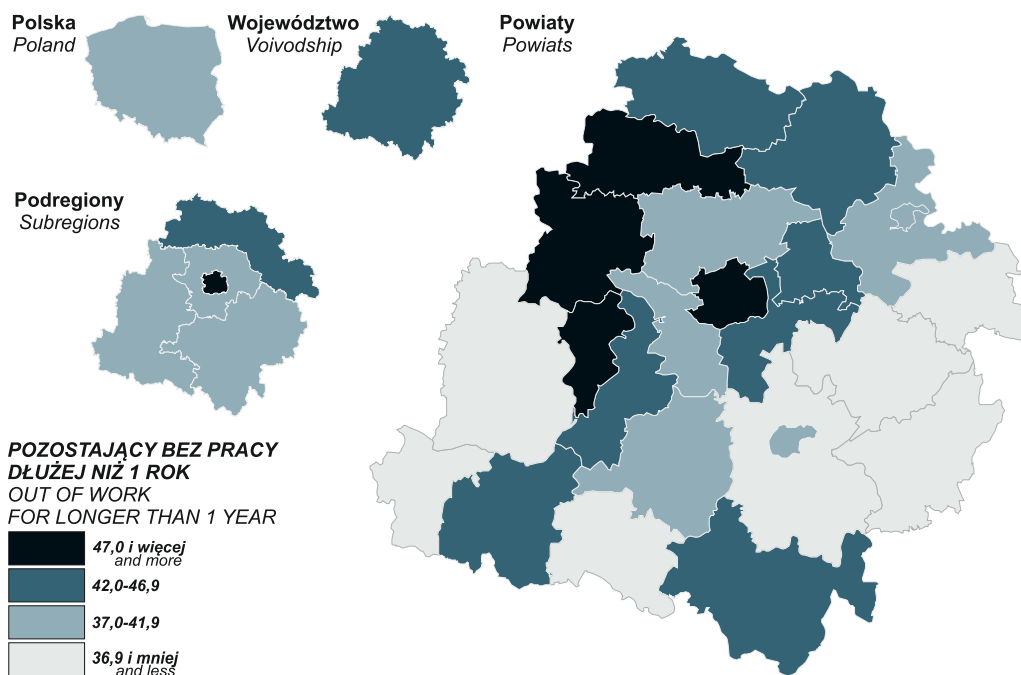 Polska
Poland
Województwo
Voivodship
Powiaty
Powiats
Podregiony
Subregions
POZOSTAJĄCY BEZ PRACY
DŁUŻEJ NIŻ 1 ROK
OUT OF WORK
FOR LONGER THAN 1 YEAR
47,0 i więcej
and more
42,0-46,9
37,0-41,9
36,9 i mniej
and less